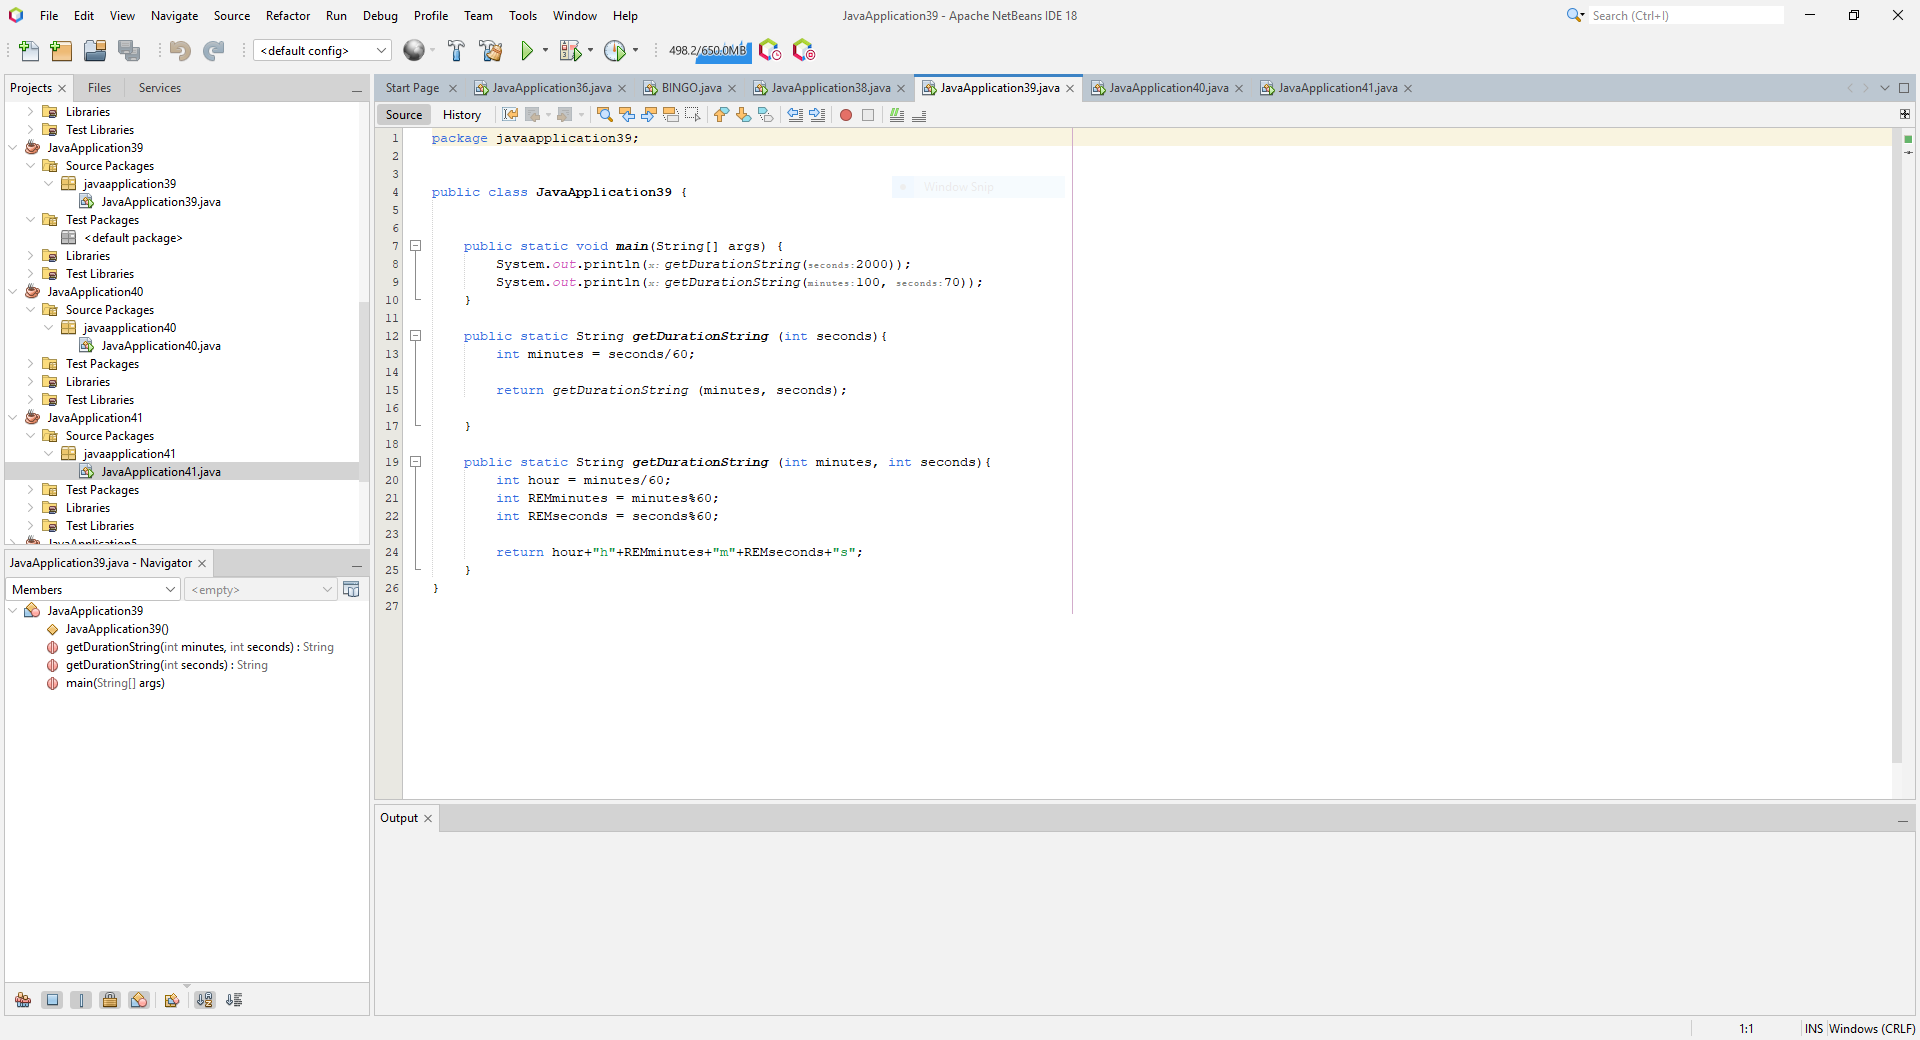 File Edit View Navigate Source Refactor Run Debug Profile Team Tools Window Help
JavaApplication39 - Apache NetBeans IDE 18
Search (Ctrl+I)
<default config>
498.2/650.0MB
Projects Files Services
Libraries
Test Libraries
JavaApplication39
Source Packages
javaapplication39
JavaApplication39.java
Test Packages
<default package>
Libraries
Test Libraries
JavaApplication40
Source Packages
javaapplication40
JavaApplication40.java
Test Packages
Libraries
Test Libraries
JavaApplication41
Source Packages
javaapplication41
JavaApplication41.java
Test Packages
Libraries
Test Libraries
JavaApplication5
JavaApplication39.java - Navigator
Members
<empty>
JavaApplication39
JavaApplication39()
getDurationString(int minutes, int seconds) : String
getDurationString(int seconds) : String
main(String[] args)
Start Page JavaApplication36.java BINGO.java JavaApplication38.java JavaApplication39.java JavaApplication40.java JavaApplication41.java
Source History
1 package javaapplication39;
2
3
4 public class JavaApplication39 {
Window Snip
5
6
7 public static void main(String[] args) {
8 System.out.println(x: getDurationString(seconds: 2000));
9 System.out.println(x: getDurationString(minutes: 100, seconds: 70));
10 }
11
12 public static String getDurationString (int seconds){
13 int minutes = seconds/60;
14
15 return getDurationString (minutes, seconds);
16
17 }
18
19 public static String getDurationString (int minutes, int seconds){
20 int hour = minutes/60;
21 int REMminutes = minutes%60;
22 int REMseconds = seconds%60;
23
24 return hour+"h"+REMminutes+"m"+REMseconds+"s";
25 }
26 }
27
Output
1:1 INS Windows (CRLF)